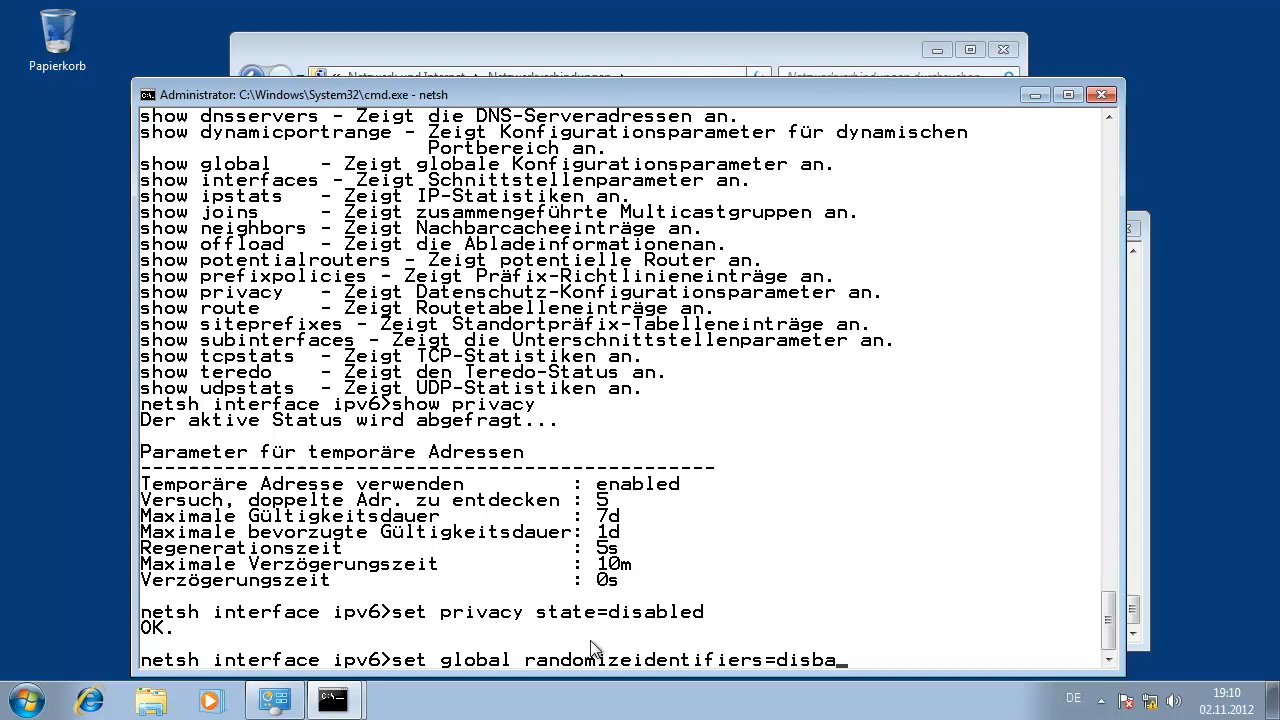 Papierkorb
Netzwerk und Internet Netzwerkverbindungen Netzwerkverbindungen durchsuchen
Administrator: C:\Windows\System32\cmd.exe - netsh
show dnsservers - Zeigt die DNS-Serveradressen an.
show dynamicportrange - Zeigt Konfigurationsparameter für dynamischen
Portbereich an.
show global - Zeigt globale Konfigurationsparameter an.
show interfaces - Zeigt Schnittstellenparameter an.
show ipstats - Zeigt IP-Statistiken an.
show joins - Zeigt zusammengeführte Multicastgruppen an.
show neighbors - Zeigt Nachbarcacheeinträge an.
show offload - Zeigt die Abladeinformationenan.
show potentialrouters - Zeigt potentielle Router an.
show prefixpolicies - Zeigt Präfix-Richtlinieneinträge an.
show privacy - Zeigt Datenschutz-Konfigurationsparameter an.
show route - Zeigt Routetabelleneinträge an.
show siteprefixes - Zeigt Standortpräfix-Tabelleneinträge an.
show subinterfaces - Zeigt die Unterschnittstellenparameter an.
show tcpstats - Zeigt TCP-Statistiken an.
show teredo - Zeigt den Teredo-Status an.
show udpstats - Zeigt UDP-Statistiken an.
netsh interface ipv6>show privacy
Der aktive Status wird abgefragt...
Parameter für temporäre Adressen
---------------------------------------------
Temporäre Adresse verwenden : enabled
Versuch, doppelte Adr. zu entdecken : 5
Maximale Gültigkeitsdauer : 7d
Maximale bevorzugte Gültigkeitsdauer: 1d
Regenerationszeit : 5s
Maximale Verzögerungszeit : 10m
Verzögerungszeit : 0s
netsh interface ipv6>set privacy state=disabled
OK.
netsh interface ipv6>set global randomizeidentifiers=disba_
DE
19:10
02.11.2012